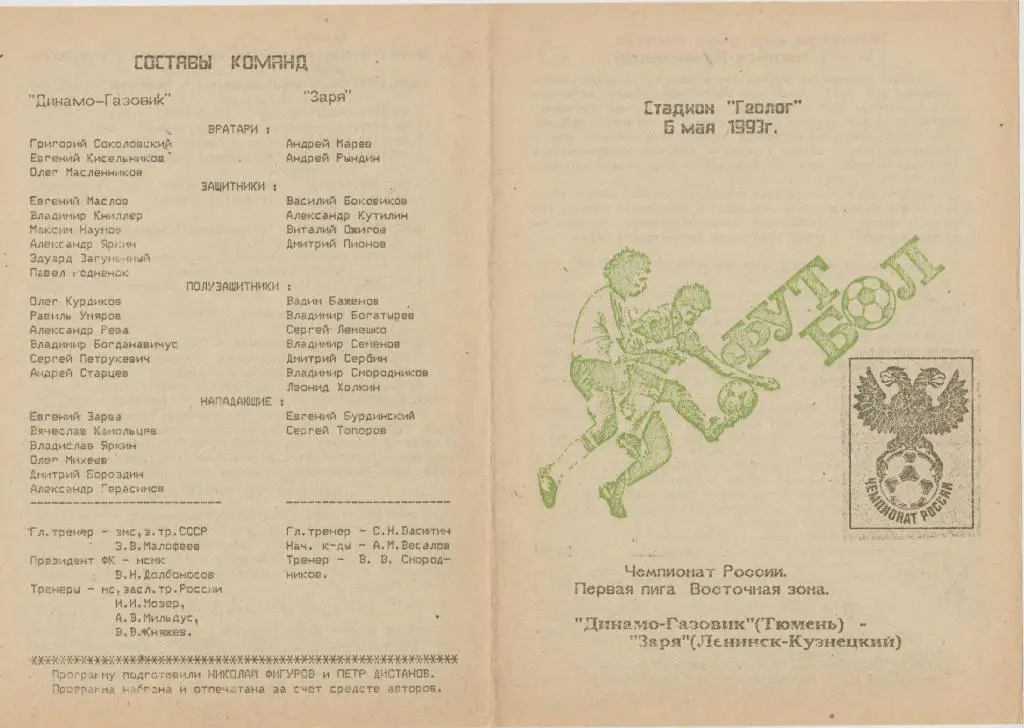 СОСТАВЫ КОМАНД
"Динамо-Газовик" "Заря"
ВРАТАРИ :
Григорий Соколовский Андрей Марев
Евгений Кисельников Андрей Рындин
Олег Масленников
ЗАЩИТНИКИ :
Евгений Маслов Василий Боковиков
Владимир Книллер Александр Кутилин
Максим Наумов Виталий Ожигов
Александр Яркин Дмитрий Пионов
Эдуард Загуменный
Павел
ПОЛУЗАЩИТНИКИ :
Олег Курдиков Вадим Баженов
Равиль Умяров Владимир Богатырев
Александр Рева Сергей Лемешко
Владимир Богданавичус Владимир Семенов
Сергей Петрукевич Дмитрий Сербин
Андрей Старцев Владимир Смородников
Леонид Холкин
НАПАДАЮЩИЕ :
Евгений Зарва Евгений Бурдинский
Вячеслав Камольцев Сергей Топоров
Владислав Яркин
Олег Михеев
Дмитрий Бороздин
Александр Герасимов
Гл.тренер - змс,з.тр.СССР Гл.тренер - С.Н.Васютин
Э.В.Малофеев Нач. к-ды - А.М.Веселов
Президент ФК - мсмк Тренер - В. В. Смород-
В.Н.Долбоносов ников.
Тренеры - мс,засл.тр.России
И.И.Мозер,
А.В.Мильдус,
В.В.Княжев.
Программу подготовили НИКОЛАЙ ФИГУРОВ и ПЕТР ДИСТАНОВ.
Программа набрана и отпечатана за счет средств авторов.
Стадион "Геолог"
6 мая 1993г.
ФУТ
БОЛ
ЧЕМПИОНАТ РОССИИ
Чемпионат России.
Первая лига Восточная зона.
"Динамо-Газовик"(Тюмень) -
"Заря"(Ленинск-Кузнецкий)